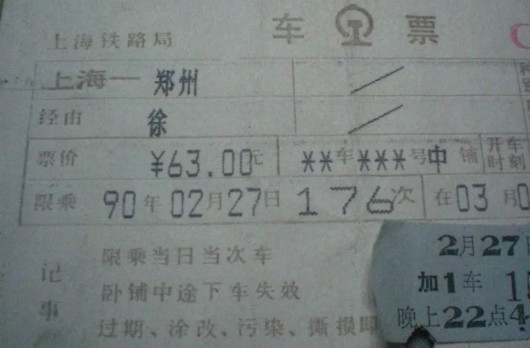 上海铁路局 车 票
上海— 郑州
经由 徐
票价 ¥63.00元 **车***号中铺 开车时刻
限乘 90年02月27日 176次 在03月
记事
限乘当日当次车
卧铺中途下车失效
过期、涂改、污染、撕损即
2月27日
加1车
晚上22点4